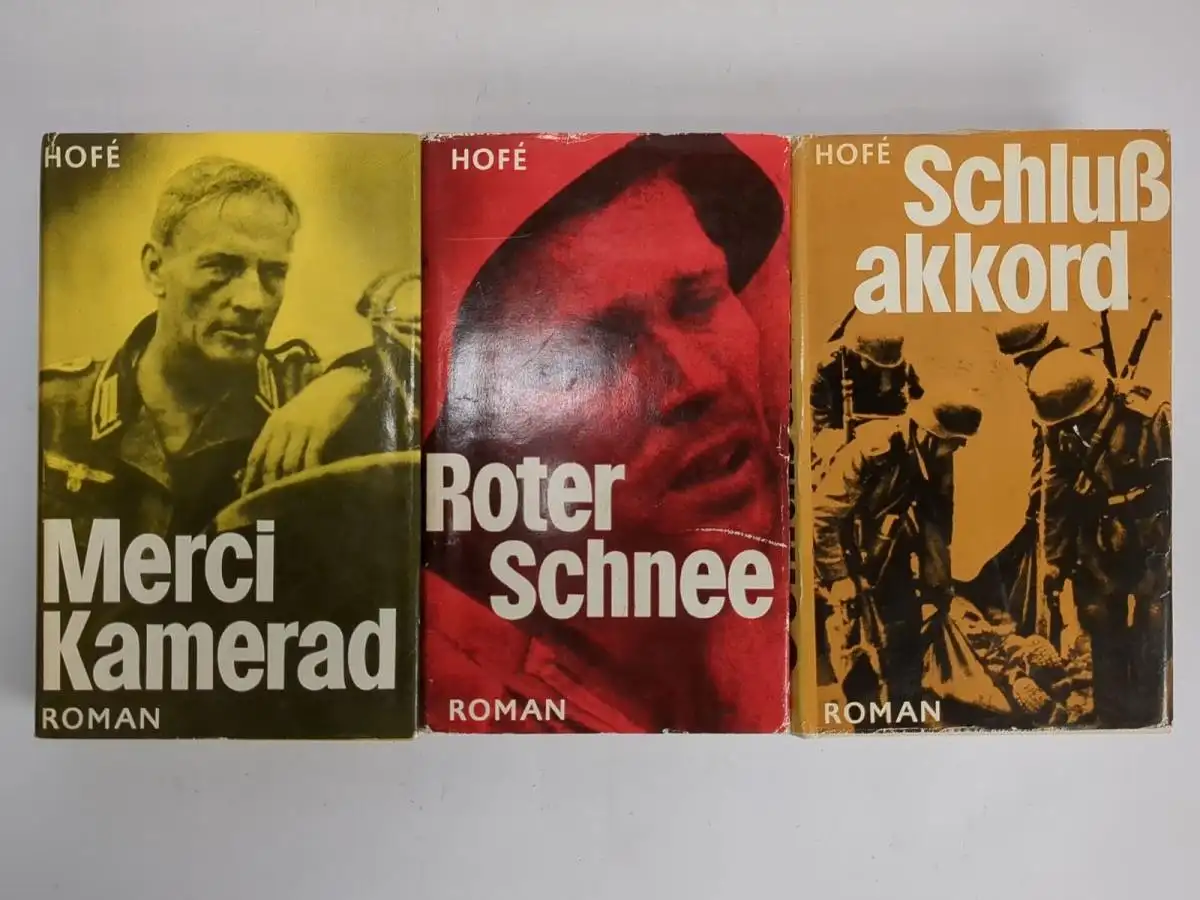 HOFÉ
Merci
Kamerad
ROMAN
HOFÉ
Roter
Schnee
ROMAN
HOFÉ
Schluß
akkord
ROMAN